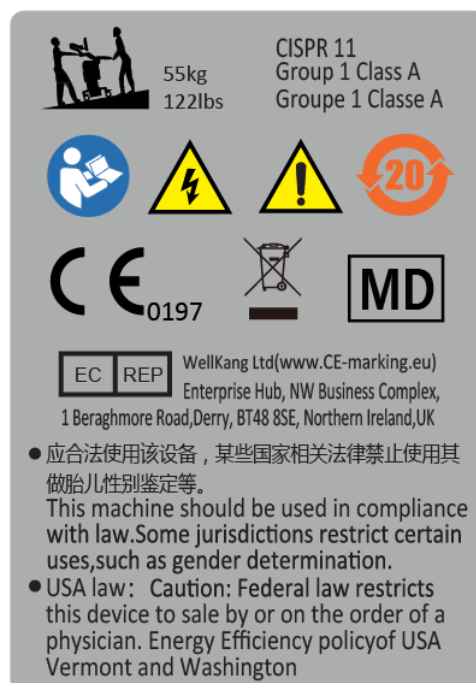 55kg
122lbs
CISPR 11
Group 1 Class A
Groupe 1 Classe A
20
CE 0197
MD
EC REP
WellKang Ltd(www.CE-marking.eu)
Enterprise Hub, NW Business Complex,
1 Beraghmore Road,Derry, BT48 8SE, Northern Ireland,UK
● 应合法使用该设备，某些国家相关法律禁止使用其
做胎儿性别鉴定等。
This machine should be used in compliance
with law.Some jurisdictions restrict certain
uses,such as gender determination.
● USA law： Caution: Federal law restricts
this device to sale by or on the order of a
physician. Energy Efficiency policyof USA
Vermont and Washington